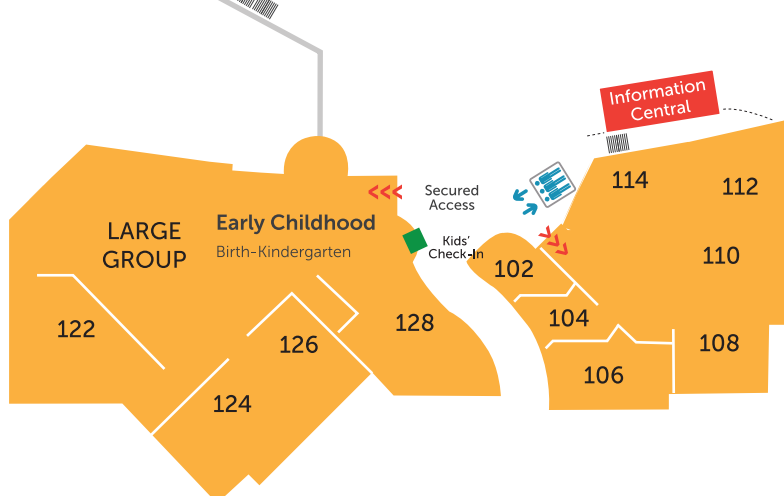 Information
Central
114
112
Secured
Access
Early Childhood
Birth-Kindergarten
LARGE
GROUP
Kids’
Check-In
102
110
122
126
128
104
108
124
106